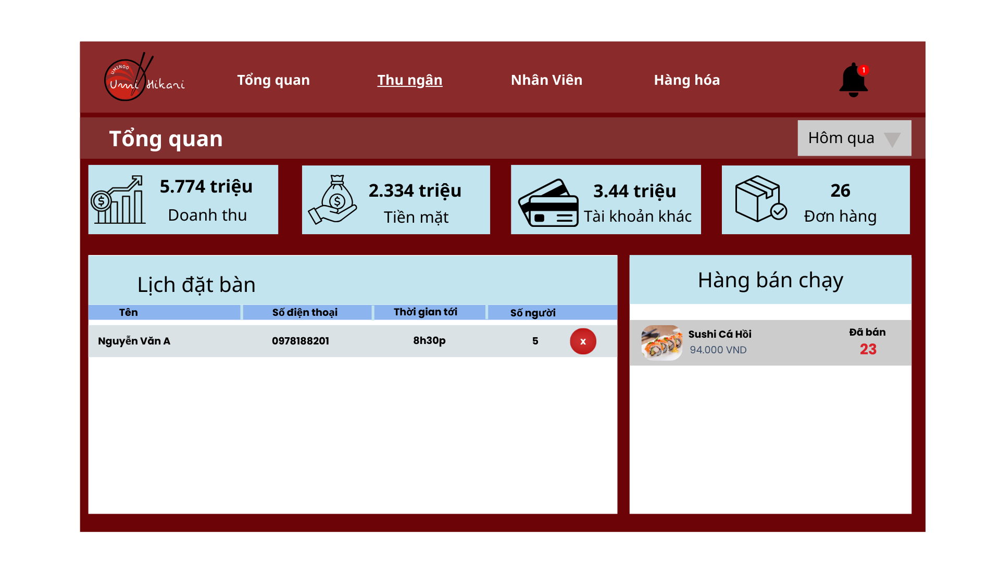 UMINOO
Umi Hikari
Tổng quan
Thu ngân
Nhân Viên
Hàng hóa
1
Tổng quan
Hôm qua
5.774 triệu
Doanh thu
2.334 triệu
Tiền mặt
3.44 triệu
Tài khoản khác
26
Đơn hàng
Lịch đặt bàn
Tên
Số điện thoại
Thời gian tới
Số người
Nguyễn Văn A
0978188201
8h30p
5
x
Hàng bán chạy
Sushi Cá Hồi
94.000 VND
Đã bán
23